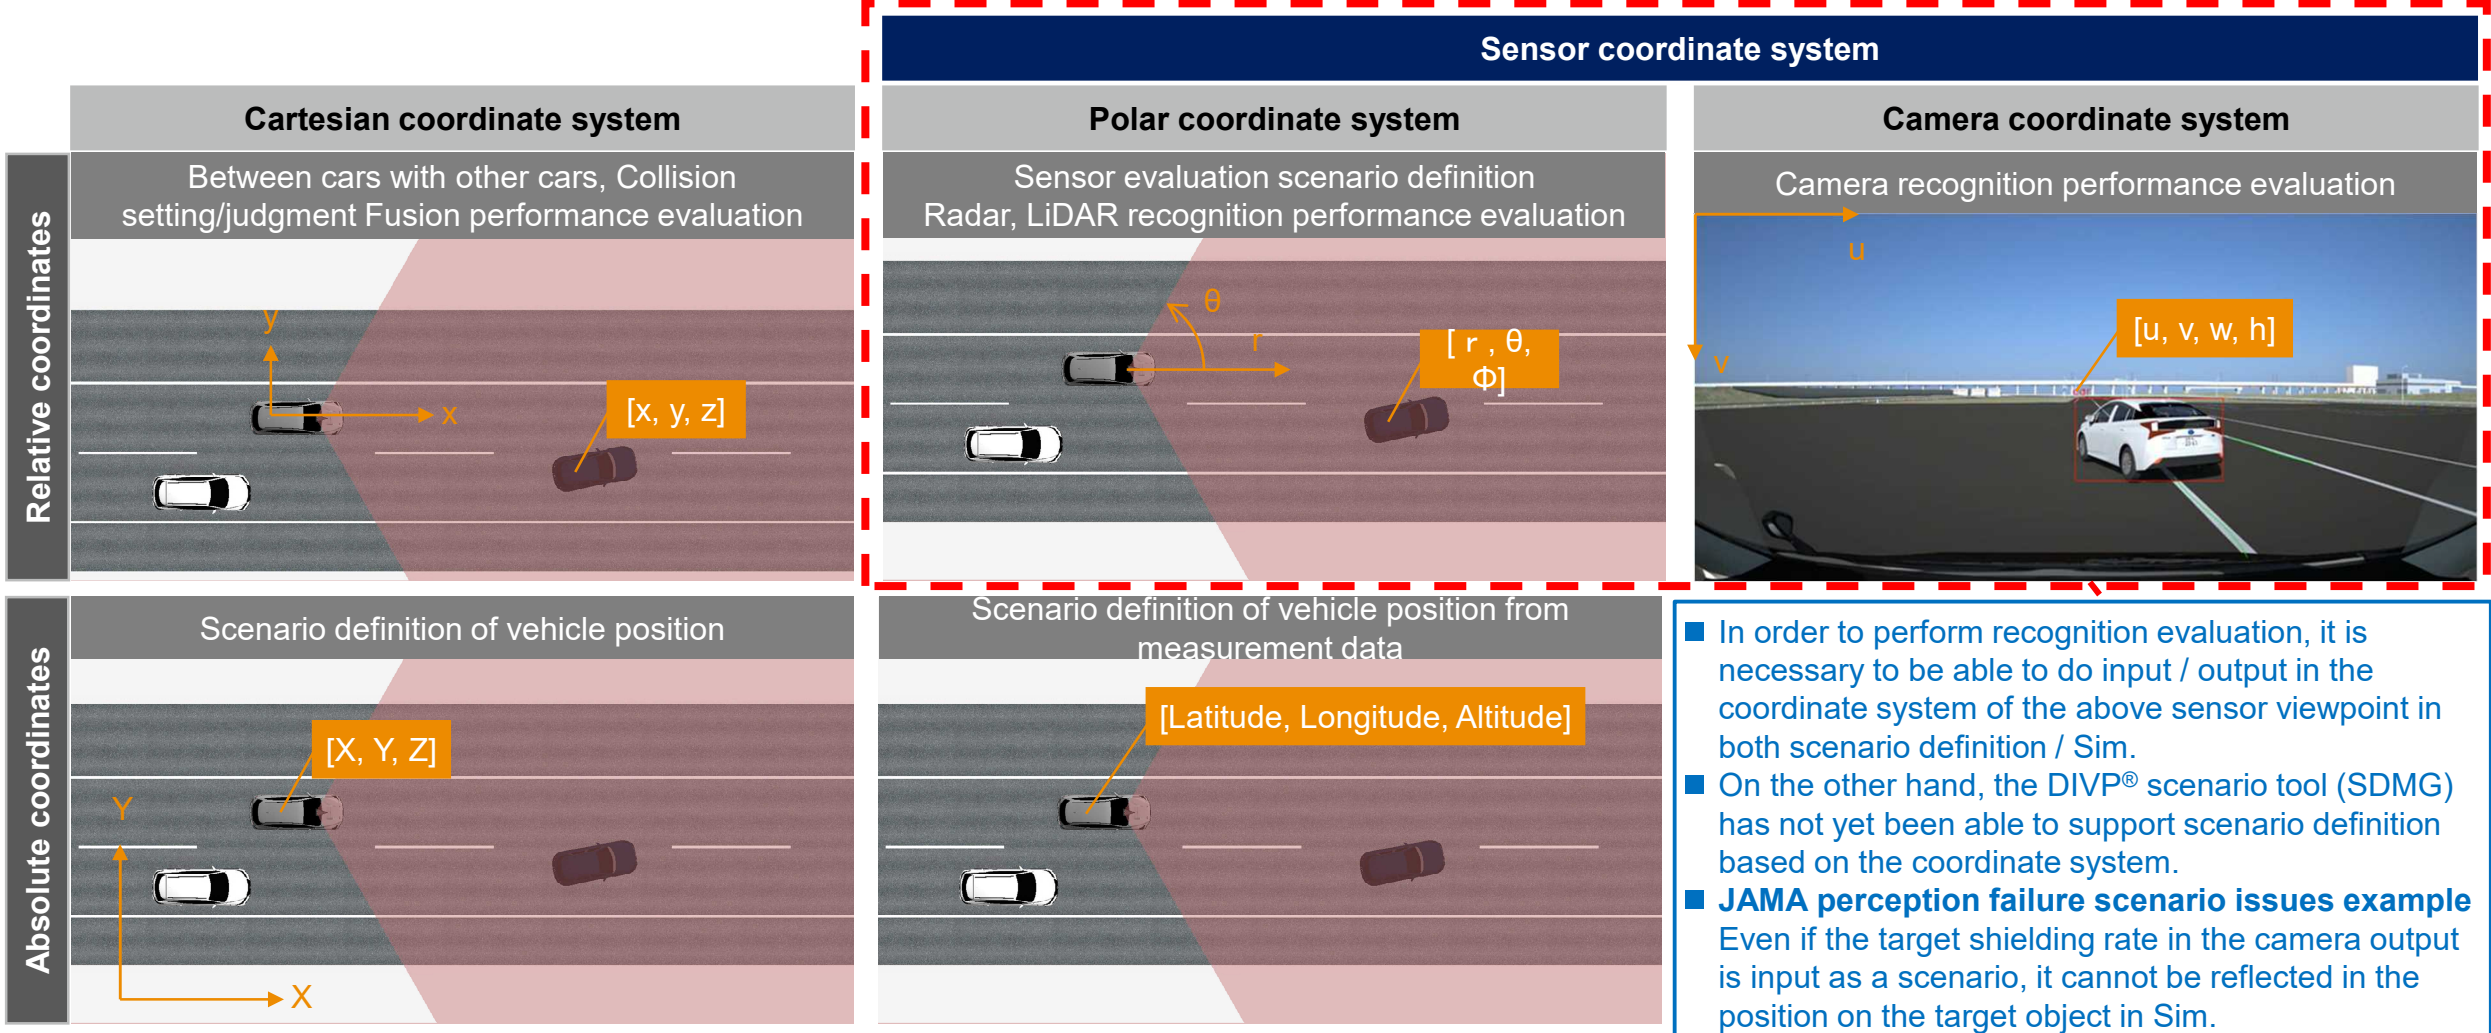 Sensor coordinate system
Cartesian coordinate system
Polar coordinate system
Camera coordinate system
Relative coordinates
Between cars with other cars, Collision
setting/judgment Fusion performance evaluation
y
x
[x, y, z]
Sensor evaluation scenario definition
Radar, LiDAR recognition performance evaluation
θ
r
[ r , θ,
Φ]
Camera recognition performance evaluation
u
v
[u, v, w, h]
Absolute coordinates
Scenario definition of vehicle position
[X, Y, Z]
Y
X
Scenario definition of vehicle position from
measurement data
[Latitude, Longitude, Altitude]
■ In order to perform recognition evaluation, it is
necessary to be able to do input / output in the
coordinate system of the above sensor viewpoint in
both scenario definition / Sim.
■ On the other hand, the DIVP® scenario tool (SDMG)
has not yet been able to support scenario definition
based on the coordinate system.
■ JAMA perception failure scenario issues example
Even if the target shielding rate in the camera output
is input as a scenario, it cannot be reflected in the
position on the target object in Sim.